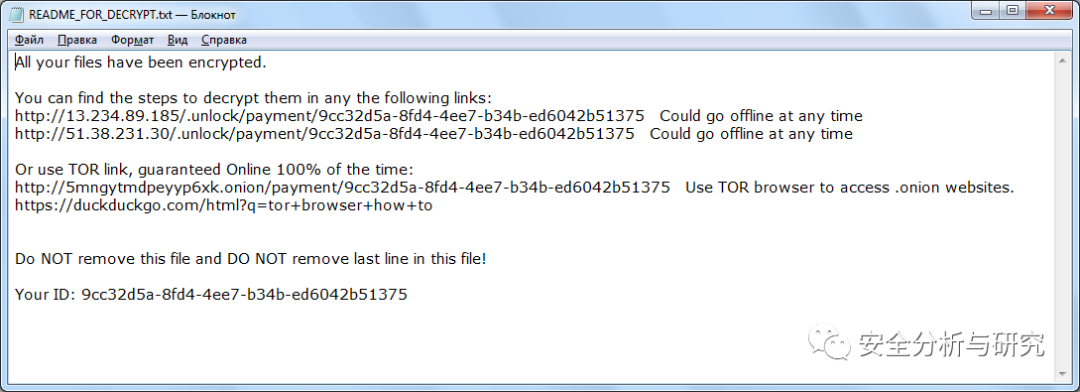 README_FOR_DECRYPT.txt — Блокнот
Файл Правка Формат Вид Справка
All your files have been encrypted.
You can find the steps to decrypt them in any the following links:
http://13.234.89.185/.unlock/payment/9cc32d5a-8fd4-4ee7-b34b-ed6042b51375 Could go offline at any time
http://51.38.231.30/.unlock/payment/9cc32d5a-8fd4-4ee7-b34b-ed6042b51375 Could go offline at any time
Or use TOR link, guaranteed Online 100% of the time:
http://5mngytmdpeyyp6xk.onion/payment/9cc32d5a-8fd4-4ee7-b34b-ed6042b51375 Use TOR browser to access .onion websites.
https://duckduckgo.com/html?q=tor+browser+how+to
Do NOT remove this file and DO NOT remove last line in this file!
Your ID: 9cc32d5a-8fd4-4ee7-b34b-ed6042b51375
安全分析与研究